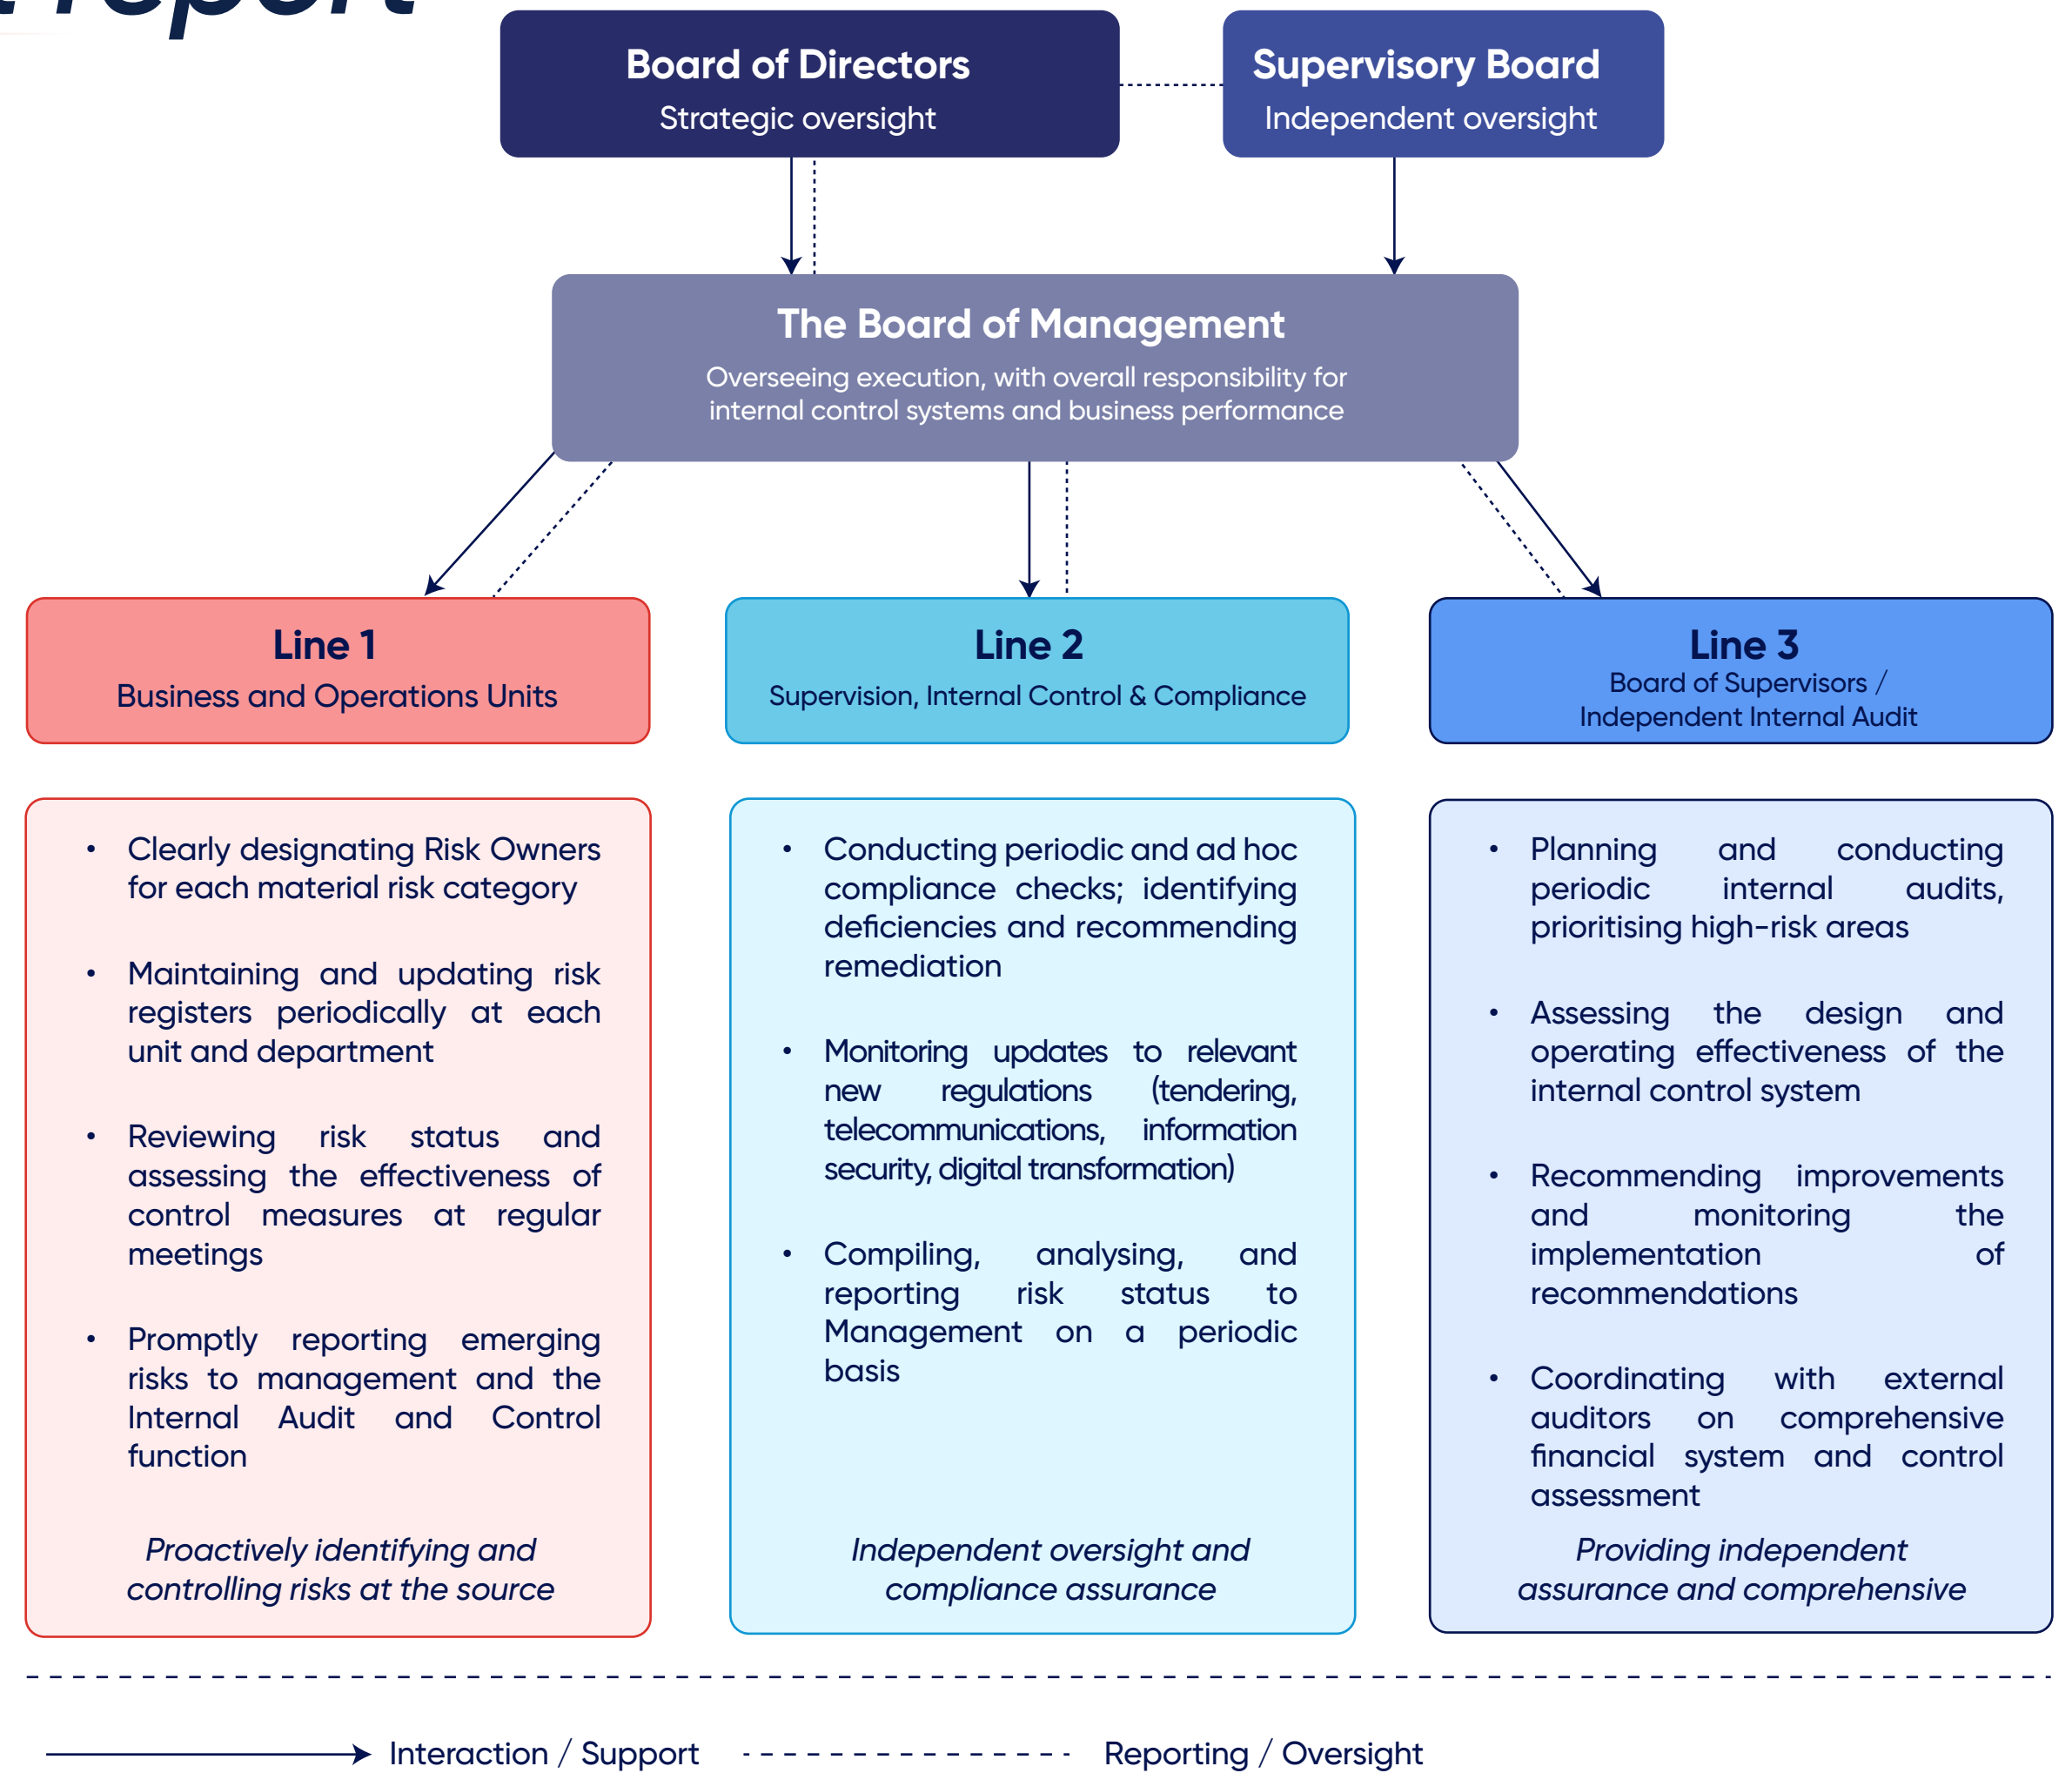 report
Board of Directors
Strategic oversight
Supervisory Board
Independent oversight
The Board of Management
Overseeing execution, with overall responsibility for
internal control systems and business performance
Line 1
Business and Operations Units
Line 2
Supervision, Internal Control & Compliance
Line 3
Board of Supervisors /
Independent Internal Audit
• Clearly designating Risk Owners
for each material risk category
• Maintaining and updating risk
registers periodically at each
unit and department
• Reviewing risk status and
assessing the effectiveness of
control measures at regular
meetings
• Promptly reporting emerging
risks to management and the
Internal Audit and Control
function
Proactively identifying and
controlling risks at the source
• Conducting periodic and ad hoc
compliance checks; identifying
deficiencies and recommending
remediation
• Monitoring updates to relevant
new regulations (tendering,
telecommunications, information
security, digital transformation)
• Compiling, analysing, and
reporting risk status to
Management on a periodic
basis
Independent oversight and
compliance assurance
• Planning and conducting
periodic internal audits,
prioritising high-risk areas
• Assessing the design and
operating effectiveness of the
internal control system
• Recommending improvements
and monitoring the
implementation of
recommendations
• Coordinating with external
auditors on comprehensive
financial system and control
assessment
Providing independent
assurance and comprehensive
Interaction / Support
Reporting / Oversight